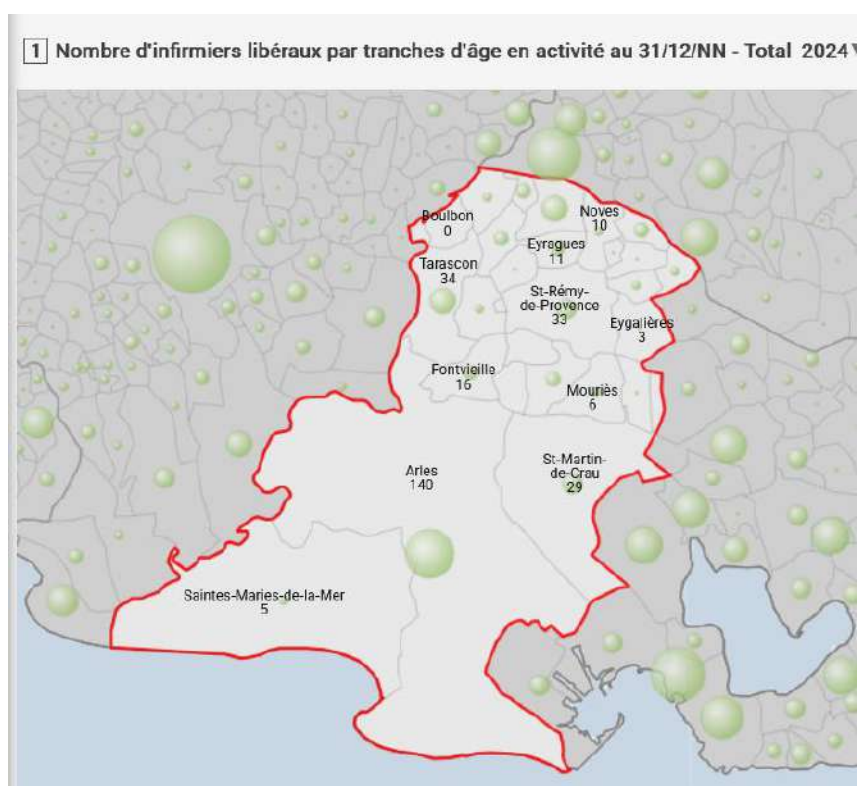 1 Nombre d'infirmiers libéraux par tranches d'âge en activité au 31/12/NN - Total 2024
Boulbon
0
Noves
10
Eyragues
11
Tarascon
34
St-Rémy-
de-Provence
33
Eygalières
3
Fontvieille
16
Mouriès
6
Arles
140
St-Martin-
de-Crau
29
Saintes-Maries-de-la-Mer
5